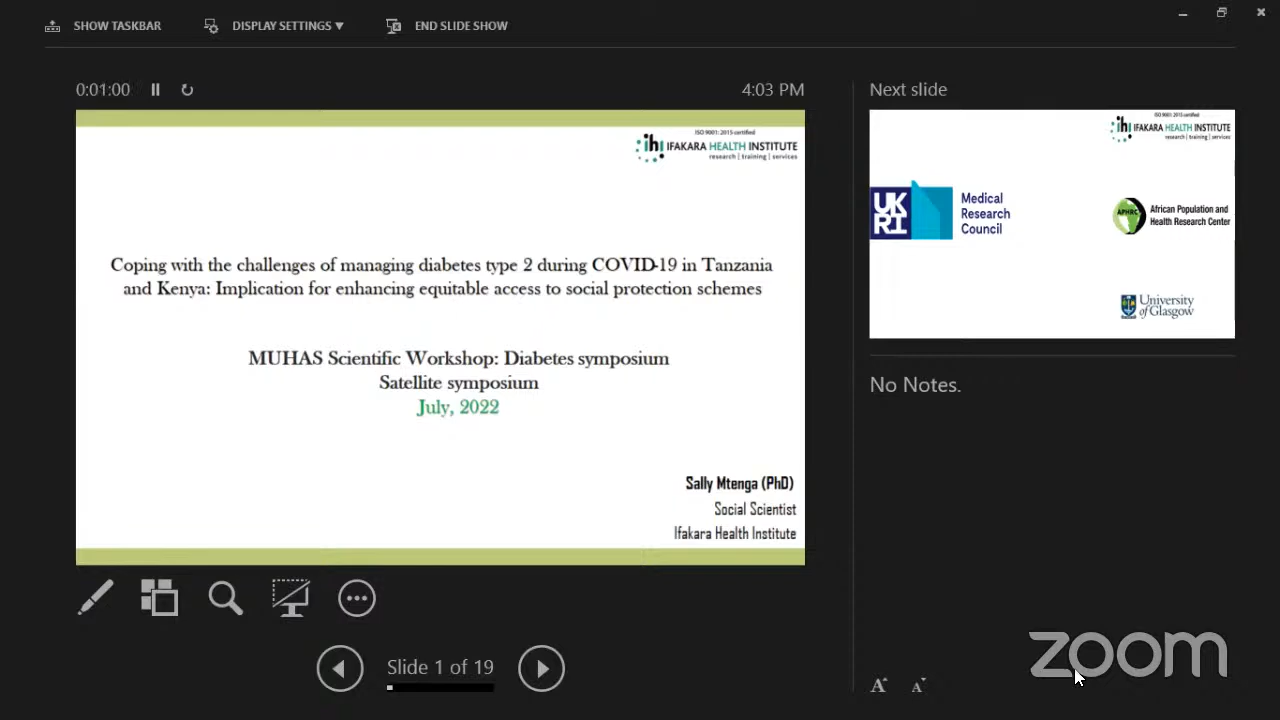 SHOW TASKBAR
DISPLAY SETTINGS ▼
END SLIDE SHOW
0:01:00
4:03 PM
ISO 9001: 2015 certified
ihi IFAKARA HEALTH INSTITUTE
research | training | services
Coping with the challenges of managing diabetes type 2 during COVID-19 in Tanzania
and Kenya: Implication for enhancing equitable access to social protection schemes
MUHAS Scientific Workshop: Diabetes symposium
Satellite symposium
July, 2022
Sally Mtenga (PhD)
Social Scientist
Ifakara Health Institute
Slide 1 of 19
Next slide
ISO 9001: 2015 certified
ihi IFAKARA HEALTH INSTITUTE
research | training | services
UK
RI
Medical
Research
Council
APHRC
African Population and
Health Research Center
University
of Glasgow
No Notes.
A A
zoom